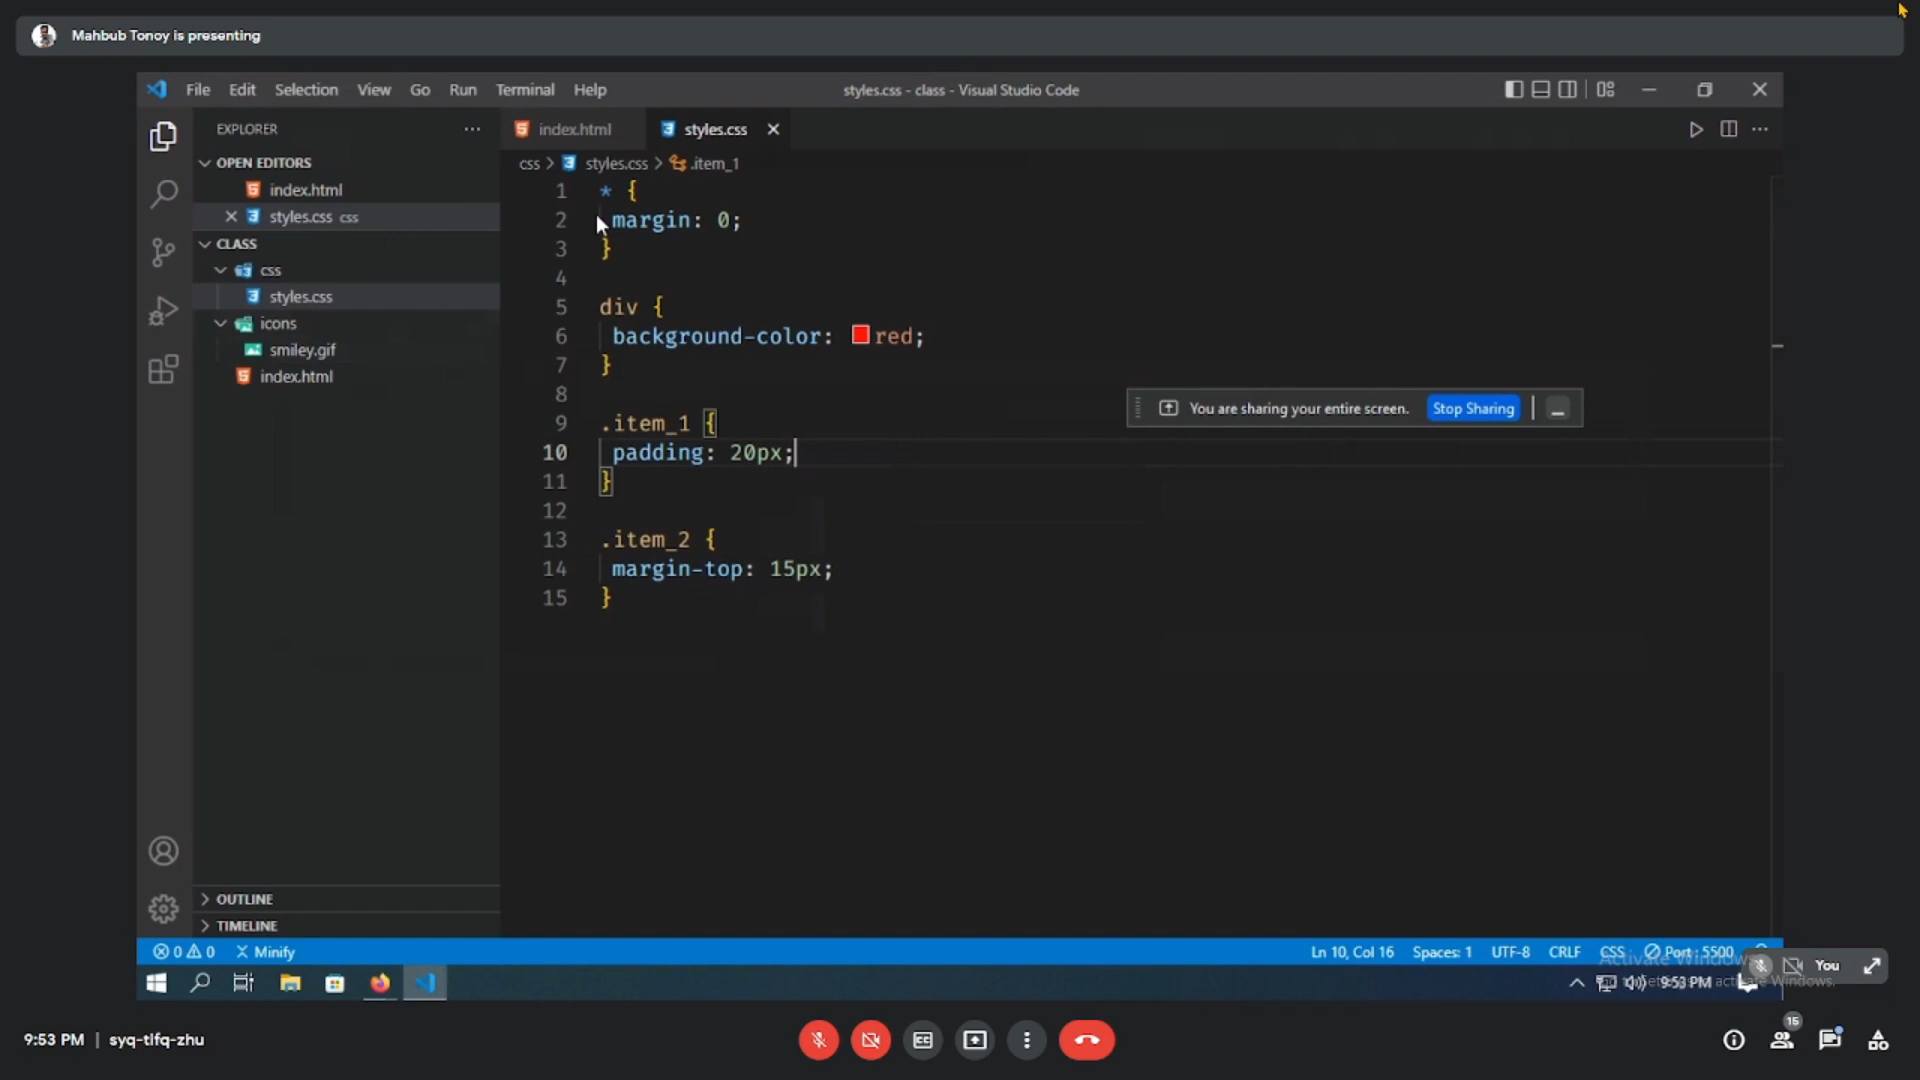 Mahbub Tonoy is presenting
File Edit Selection View Go Run Terminal Help
styles.css - class - Visual Studio Code
EXPLORER
index.html
styles.css
OPEN EDITORS
index.html
styles.css css
CLASS
css
styles.css
icons
smiley.gif
index.html
OUTLINE
TIMELINE
css > styles.css > .item_1
1 * {
2 margin: 0;
3 }
4
5 div {
6 background-color: red;
7 }
8
9 .item_1 {
10 padding: 20px;
11 }
12
13 .item_2 {
14 margin-top: 15px;
15 }
You are sharing your entire screen. Stop Sharing
0 0 Minify
Ln 10, Col 16 Spaces: 1 UTF-8 CRLF CSS Port : 5500
Activate Windows
9:53 PM
You
9:53 PM | syq-tlfq-zhu
15